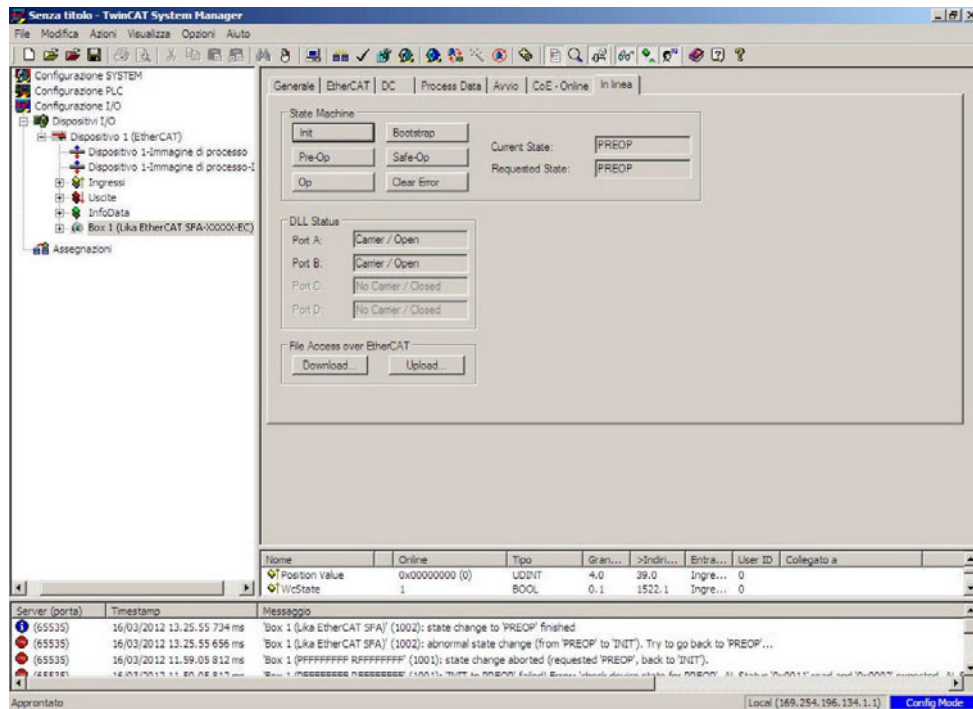 Senza titolo - TwinCAT System Manager
File Modifica Azioni Visualizza Opzioni Aiuto
Configurazione SYSTEM
Configurazione PLC
Configurazione I/O
Dispositivi I/O
Dispositivo 1 (EtherCAT)
Dispositivo 1-Immagine di processo
Dispositivo 1-Immagine di processo-I
Ingressi
Uscite
InfoData
Box 1 (Lika EtherCAT SFA-XXXXX-EC)
Assegnazioni
Generale EtherCAT DC Process Data Avvio CoE - Online In linea
State Machine
Init Bootstrap
Pre-Op Safe-Op
Op Clear Error
Current State: PREOP
Requested State: PREOP
DLL Status
Port A: Carrier / Open
Port B: Carrier / Open
Port C: No Carrier / Closed
Port D: No Carrier / Closed
File Access over EtherCAT
Download... Upload...
Nome Online Tipo Gran... >Indiri... Entra... User ID Collegato a
Position Value 0x00000000 (0) UDINT 4.0 39.0 Ingre... 0
WcState 1 BOOL 0.1 1522.1 Ingre... 0
Server (porta) Timestamp Messaggio
(65535) 16/03/2012 13.25.55 734 ms 'Box 1 (Lika EtherCAT SFA)' (1002): state change to 'PREOP' finished
(65535) 16/03/2012 13.25.55 656 ms 'Box 1 (Lika EtherCAT SFA)' (1002): abnormal state change (from 'PREOP' to 'INIT'). Try to go back to 'PREOP'...
(65535) 16/03/2012 11.59.05 812 ms 'Box 1 (PFFFFFFFF RFFFFFFFF)' (1001): state change aborted (requested 'PREOP', back to 'INIT').
(65535) 16/03/2012 11.59.05 812 ms
Approntato Local (169.254.196.134.1.1) Config Mode